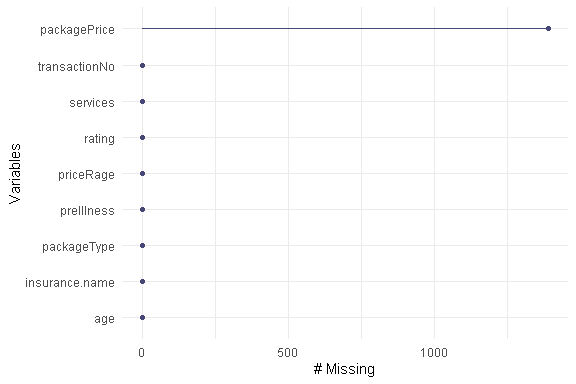 packagePrice
transactionNo
services
rating
priceRage
preIllness
packageType
insurance.name
age
Variables
0 500 1000
# Missing